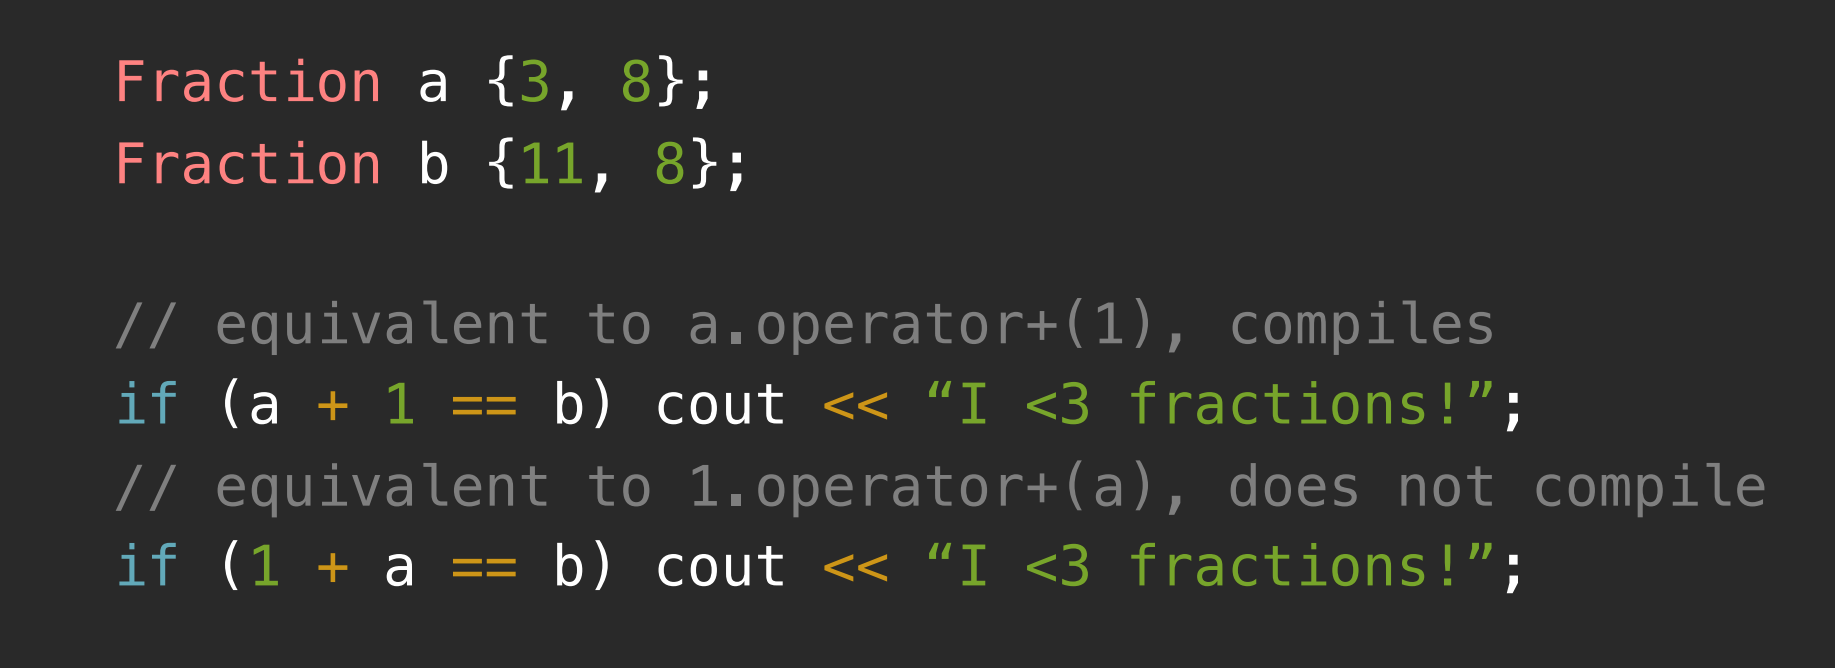 Fraction a {3, 8};
Fraction b {11, 8};
// equivalent to a.operator+(1), compiles
if (a + 1 == b) cout << “I <3 fractions!”;
// equivalent to 1.operator+(a), does not compile
if (1 + a == b) cout << “I <3 fractions!”;